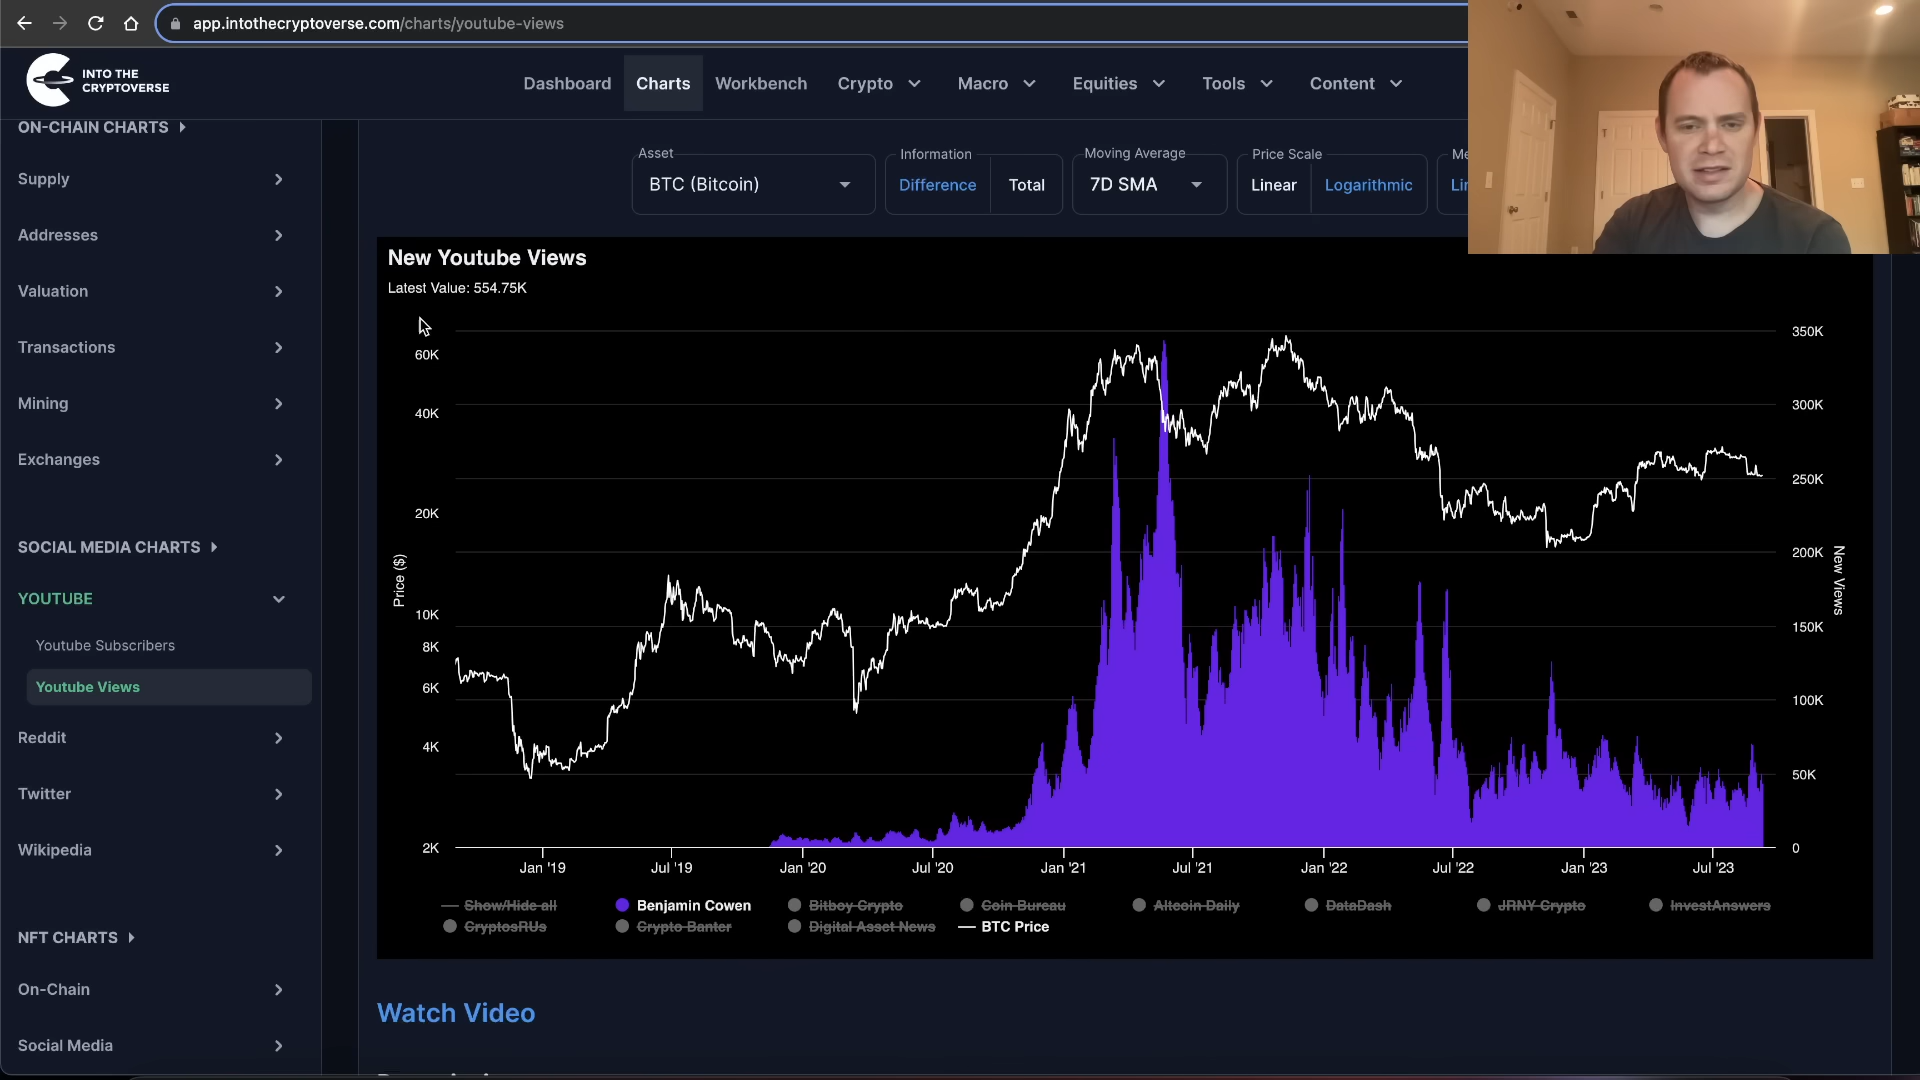 app.intothecryptoverse.com/charts/youtube-views
INTO THE
CRYPTOVERSE
Dashboard
Charts
Workbench
Crypto
Macro
Equities
Tools
Content
ON-CHAIN CHARTS
Supply
Addresses
Valuation
Transactions
Mining
Exchanges
SOCIAL MEDIA CHARTS
YOUTUBE
Youtube Subscribers
Youtube Views
Reddit
Twitter
Wikipedia
NFT CHARTS
On-Chain
Social Media
Asset
BTC (Bitcoin)
Information
Difference
Total
Moving Average
7D SMA
Price Scale
Linear
Logarithmic
New Youtube Views
Latest Value: 554.75K
60K
40K
20K
10K
8K
6K
4K
2K
Price ($)
350K
300K
250K
200K
150K
100K
50K
0
New Views
Jan '19
Jul '19
Jan '20
Jul '20
Jan '21
Jul '21
Jan '22
Jul '22
Jan '23
Jul '23
Show/Hide all
Benjamin Cowen
Bitboy Crypto
Coin Bureau
Altcoin Daily
DataDash
JRNY Crypto
InvestAnswers
CryptosRUs
Crypto Banter
Digital Asset News
BTC Price
Watch Video